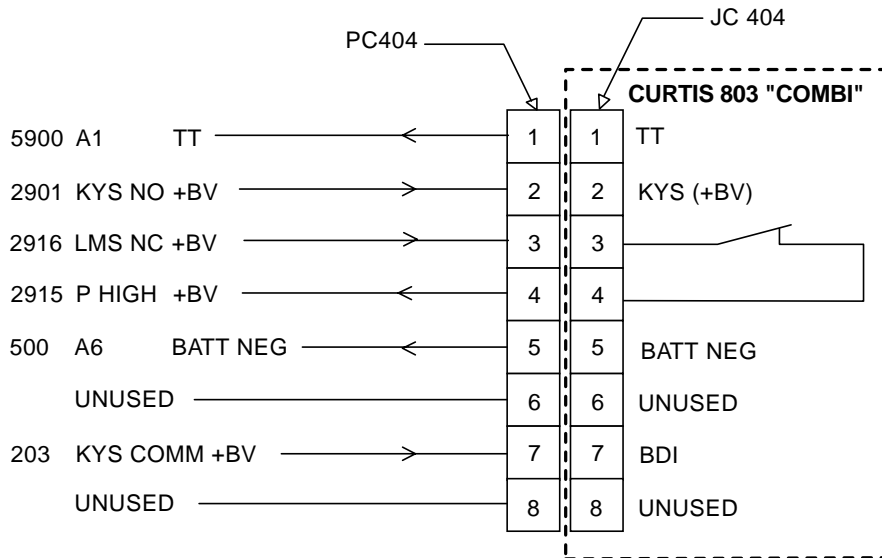 JC 404
PC404
CURTIS 803 "COMBI"
5900 A1 TT 1 1 TT
2901 KYS NO +BV 2 2 KYS (+BV)
2916 LMS NC +BV 3 3
2915 P HIGH +BV 4 4
500 A6 BATT NEG 5 5 BATT NEG
UNUSED 6 6 UNUSED
203 KYS COMM +BV 7 7 BDI
UNUSED 8 8 UNUSED